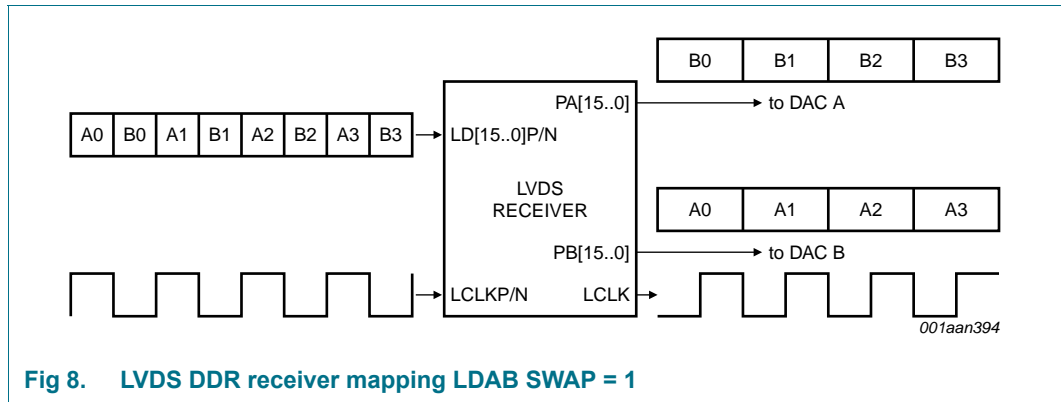 B0 B1 B2 B3
PA[15..0]
to DAC A
A0 B0 A1 B1 A2 B2 A3 B3
LD[15..0]P/N
LVDS
RECEIVER
A0 A1 A2 A3
PB[15..0]
to DAC B
LCLKP/N
LCLK
001aan394
Fig 8. LVDS DDR receiver mapping LDAB SWAP = 1